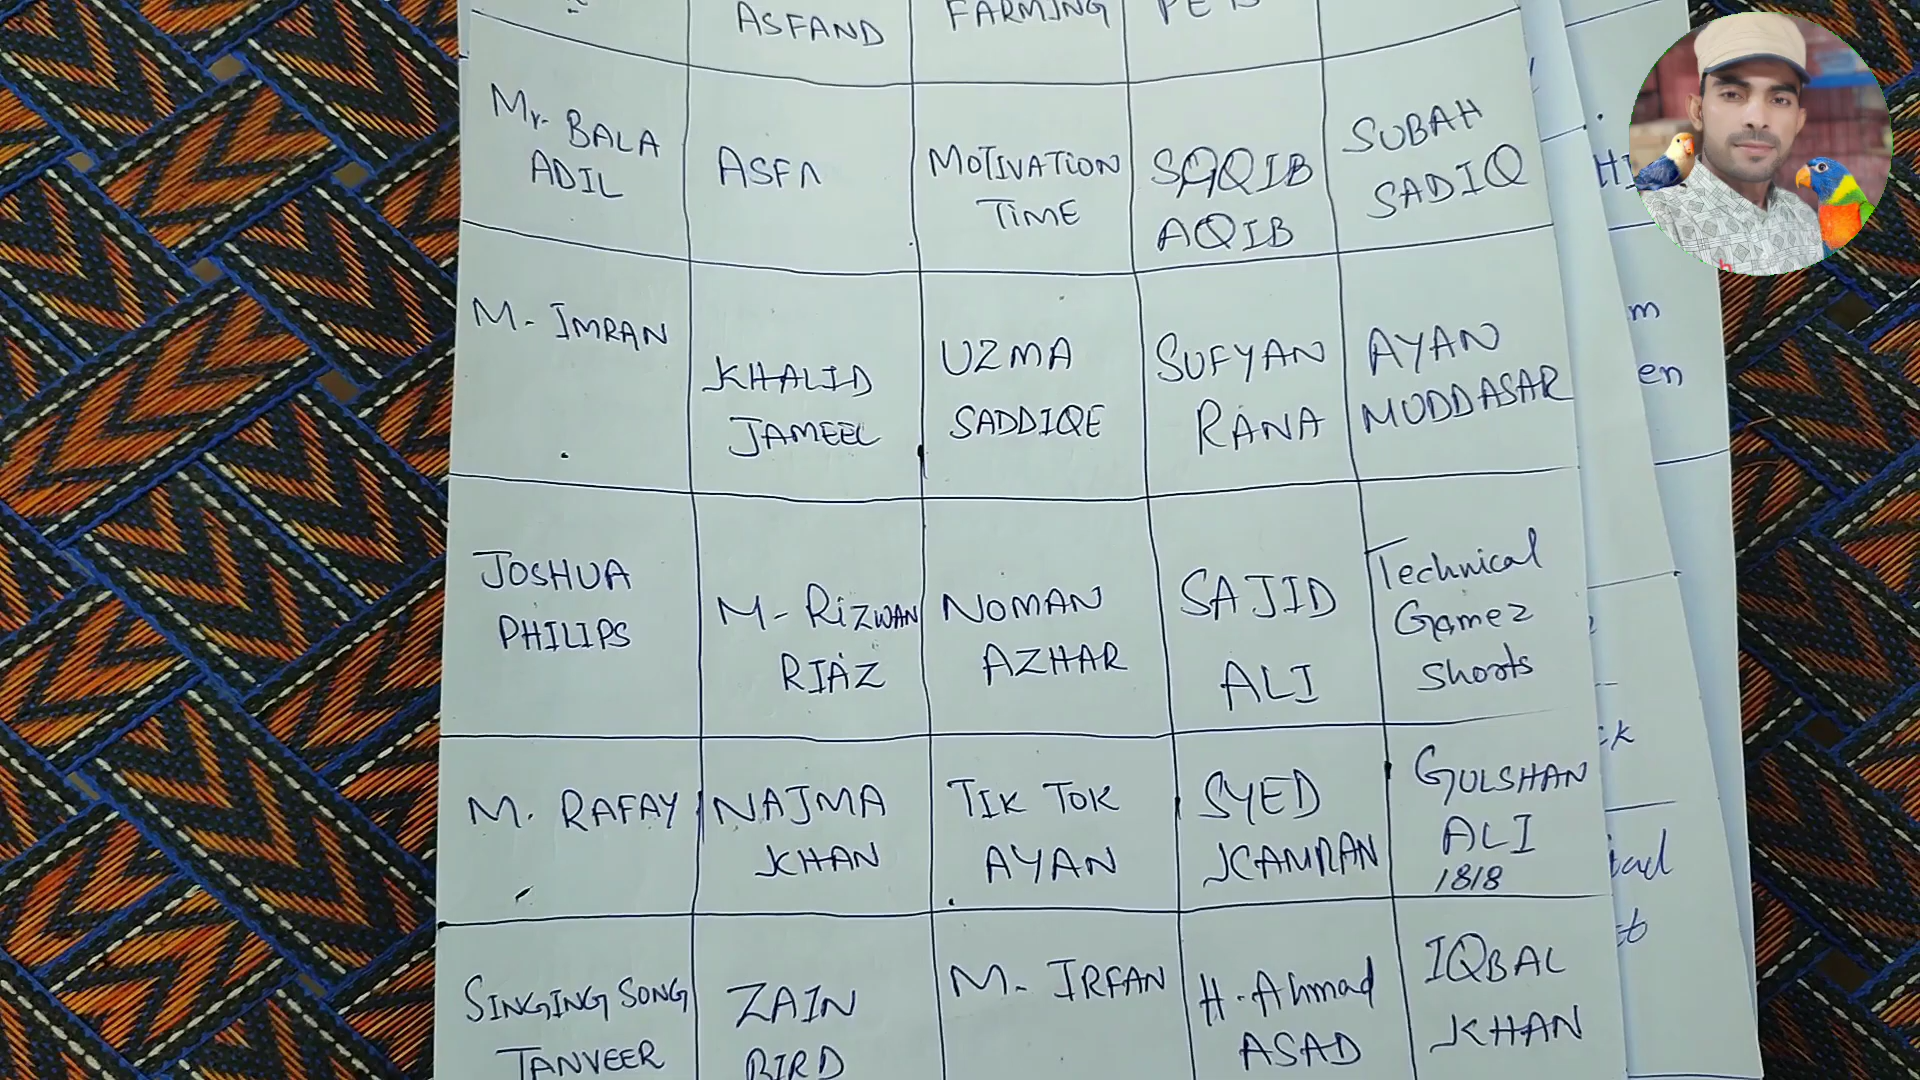 ASFAND
FARMING
PETS
Mr. BALA
ADIL
ASFA
MOTIVATION
TIME
SAQIB
AQIB
SUBAH
SADIQ
M- IMRAN
KHALID
JAMEEL
UZMA
SADDIQE
SUFYAN
RANA
AYAN
MUDDASAR
JOSHUA
PHILIPS
M- RiZWAN
RIAZ
NOMAN
AZHAR
SAJID
ALI
Technical
Gamez
Shorts
M. RAFAY
NAJMA
KHAN
TIK TOK
AYAN
SYED
KAMRAN
GULSHAN
ALI
1818
SINGING SONG
TANVEER
ZAIN
BIRD
M- IRFAN
H-Ahmad
ASAD
IQBAL
KHAN